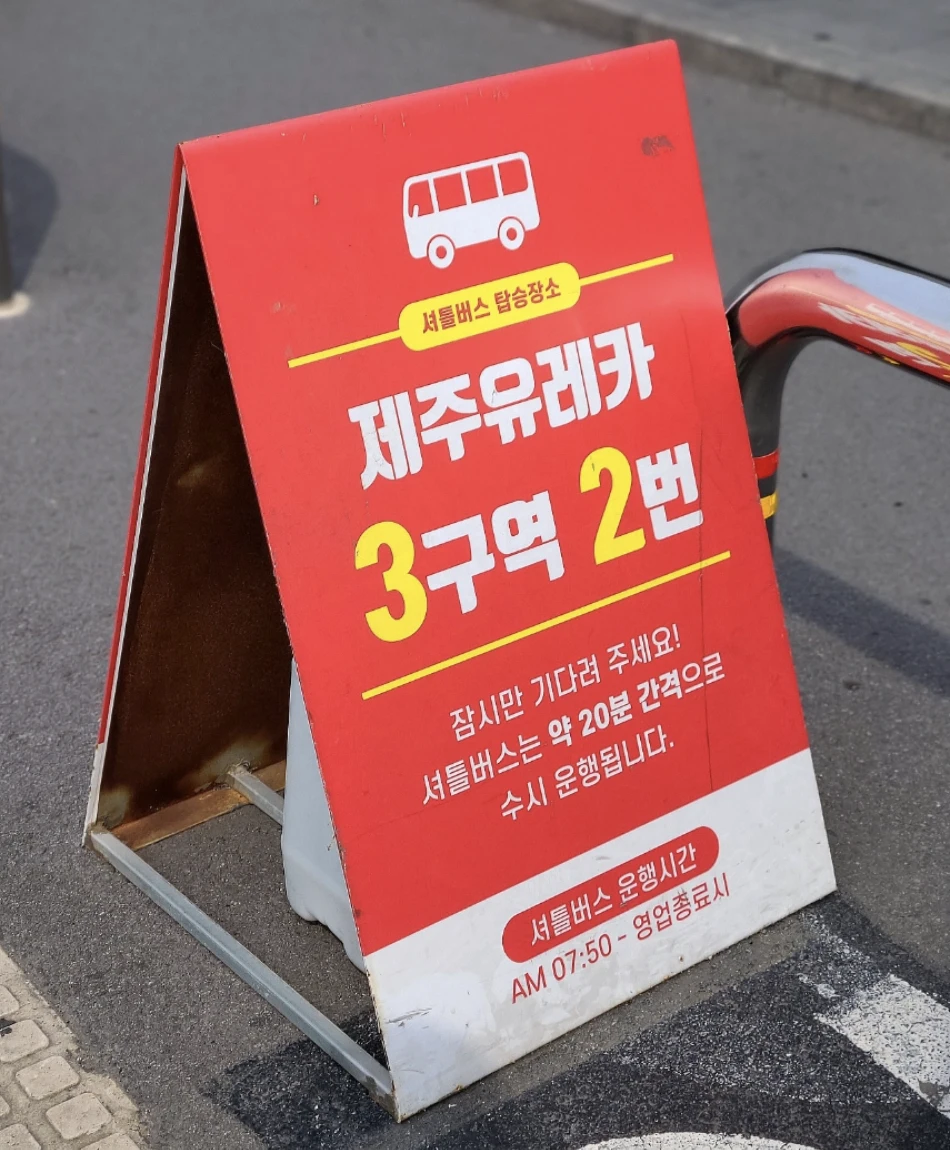 셔틀버스 탑승장소
제주유레카
3구역 2번
잠시만 기다려 주세요!
셔틀버스는 약 20분 간격으로
수시 운행됩니다.
셔틀버스 운행시간
AM 07:50 - 영업종료시